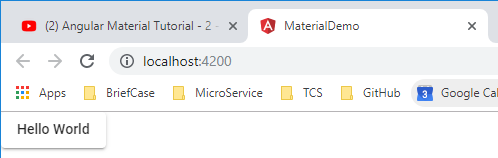 (2) Angular Material Tutorial - 2 -
MaterialDemo
localhost:4200
Apps BriefCase MicroService TCS GitHub 3 Google Cal
Hello World